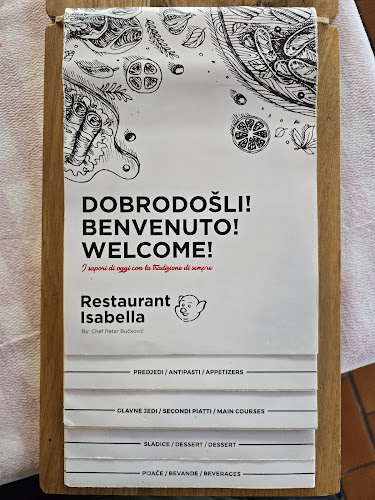 DOBRODOŠLI!
BENVENUTO!
WELCOME!
I sapori di oggi con la tradizione di sempre
Restaurant
Isabella
By: Chef Petar Bučković
PREDJEDI / ANTIPASTI / APPETIZERS
GLAVNE JEDI / SECONDI PIATTI / MAIN COURSES
SLADICE / DESSERT / DESSERT
PIJAČE / BEVANDE / BEVERAGES